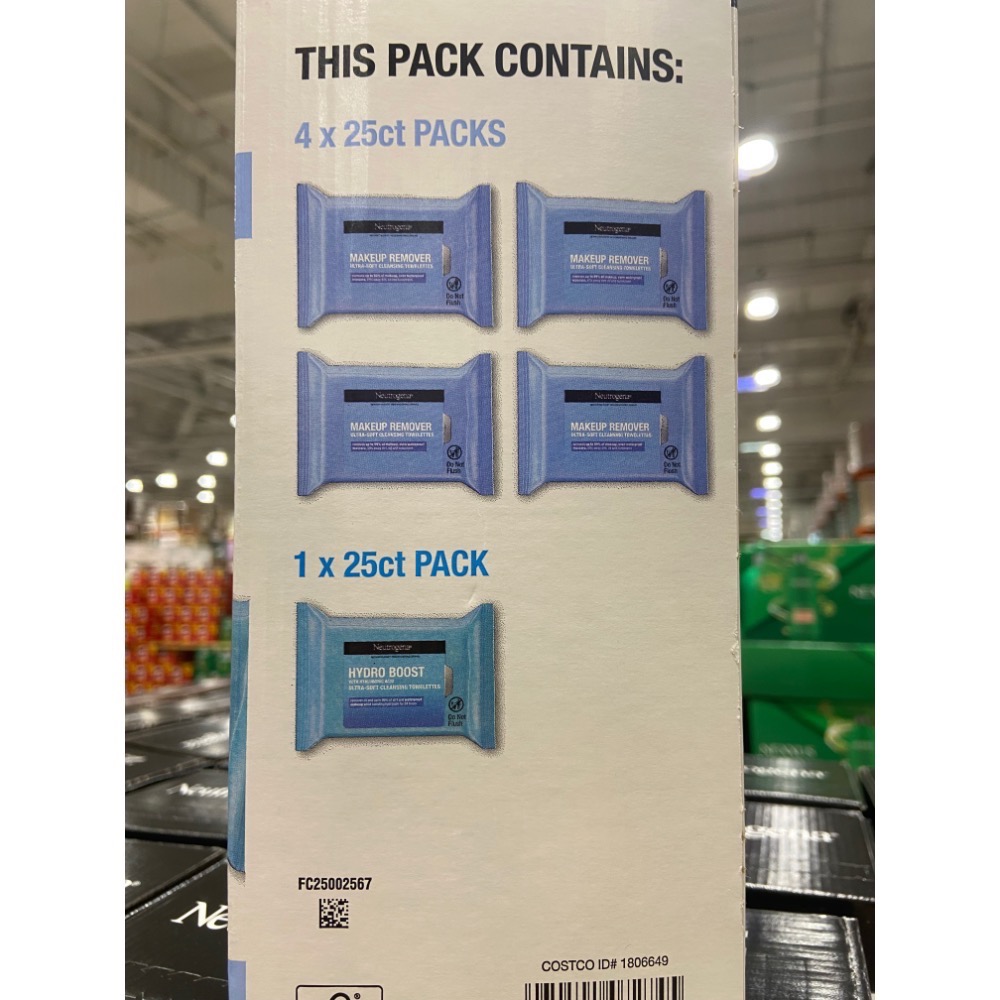 THIS PACK CONTAINS:
4 x 25ct PACKS
Neutrogena®
MAKEUP REMOVER
ULTRA-SOFT CLEANSING TOWELETTES
Do Not
Flush
Neutrogena®
MAKEUP REMOVER
ULTRA-SOFT CLEANSING TOWELETTES
Do Not
Flush
Neutrogena®
MAKEUP REMOVER
ULTRA-SOFT CLEANSING TOWELETTES
Do Not
Flush
Neutrogena®
MAKEUP REMOVER
ULTRA-SOFT CLEANSING TOWELETTES
Do Not
Flush
1 x 25ct PACK
Neutrogena®
HYDRO BOOST
ULTRA-SOFT CLEANSING TOWELETTES
Do Not
Flush
FC25002567
COSTCO ID# 1806649